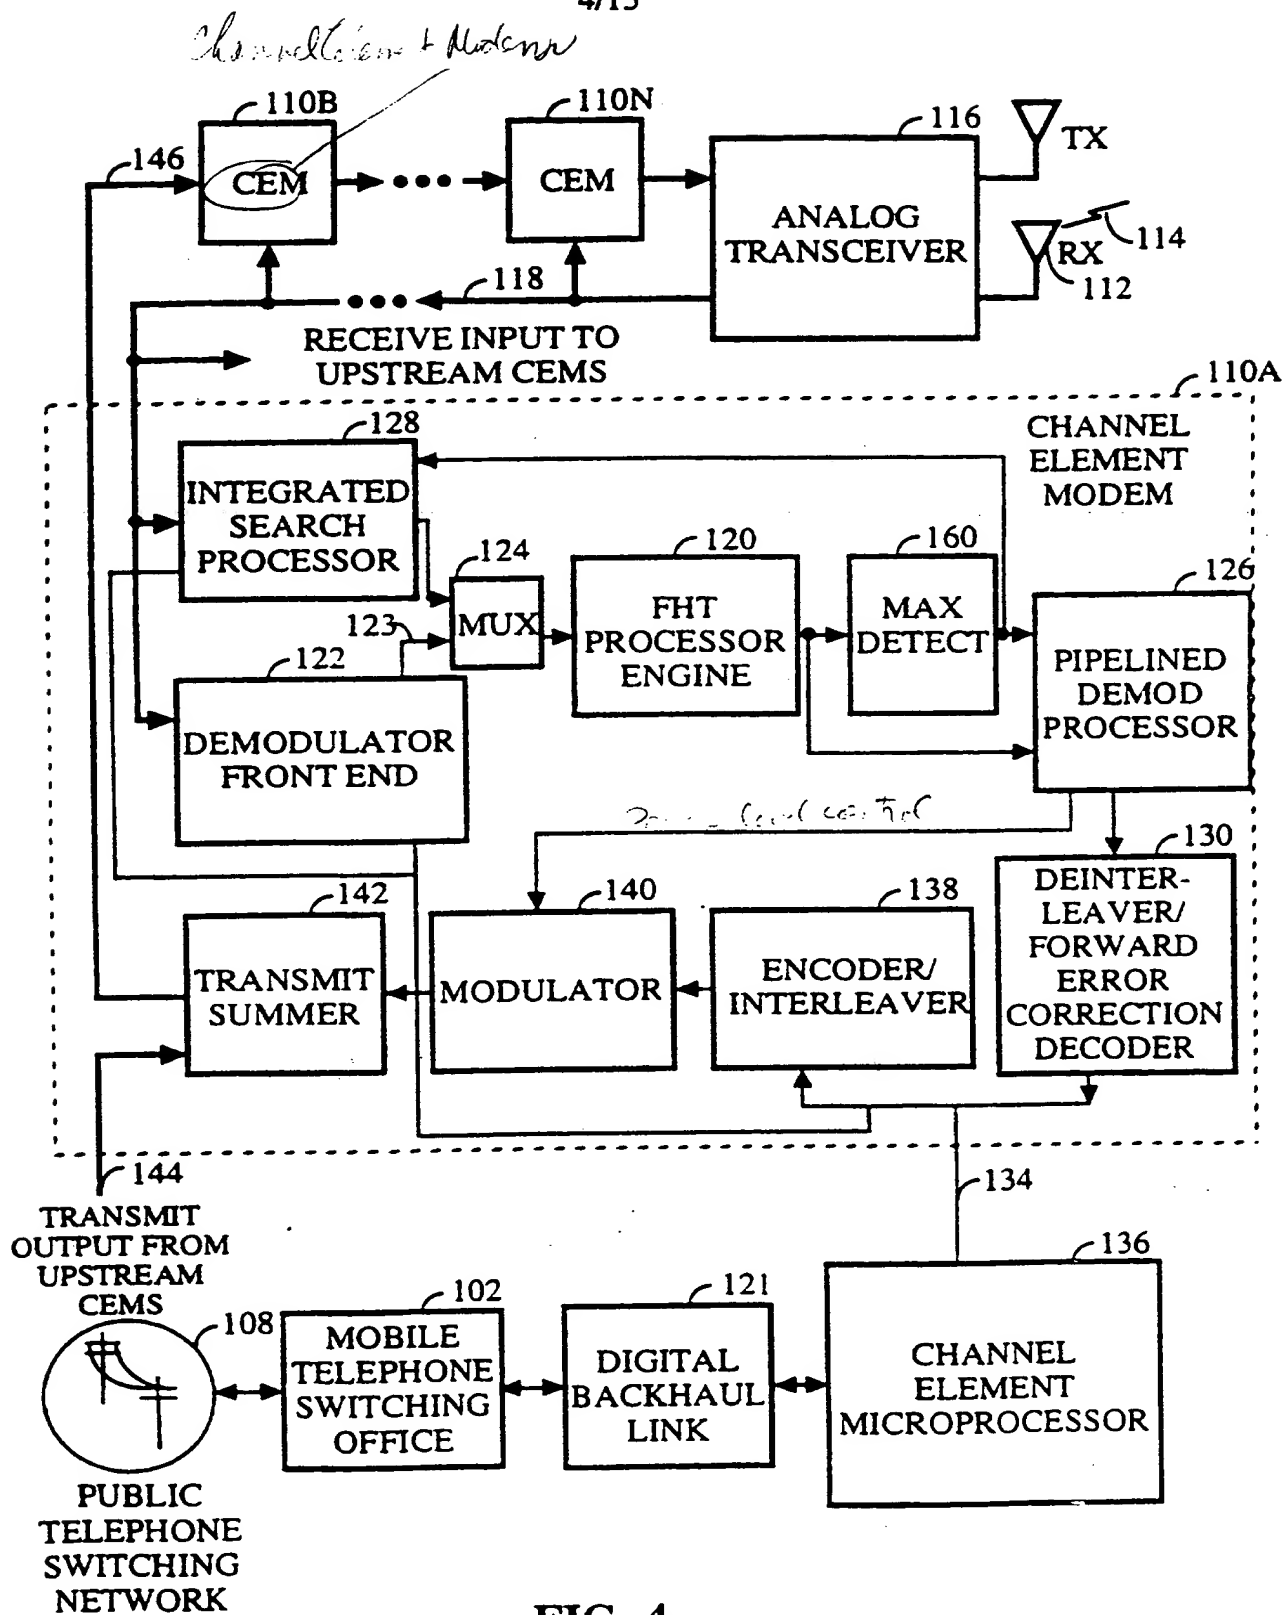 4/15
110B
110N
116
TX
146
CEM
CEM
ANALOG
TRANSCEIVER
RX
114
112
118
RECEIVE INPUT TO
UPSTREAM CEMS
110A
128
CHANNEL
ELEMENT
MODEM
INTEGRATED
SEARCH
PROCESSOR
124
120
160
126
MUX
FHT
PROCESSOR
ENGINE
MAX
DETECT
123
122
PIPELINED
DEMOD
PROCESSOR
DEMODULATOR
FRONT END
level control
130
142
140
138
DEINTER-
LEAVER/
FORWARD
ERROR
CORRECTION
DECODER
TRANSMIT
SUMMER
MODULATOR
ENCODER/
INTERLEAVER
144
134
TRANSMIT
OUTPUT FROM
UPSTREAM
CEMS
136
108
102
121
MOBILE
TELEPHONE
SWITCHING
OFFICE
DIGITAL
BACKHAUL
LINK
CHANNEL
ELEMENT
MICROPROCESSOR
PUBLIC
TELEPHONE
SWITCHING
NETWORK
FIG. 4